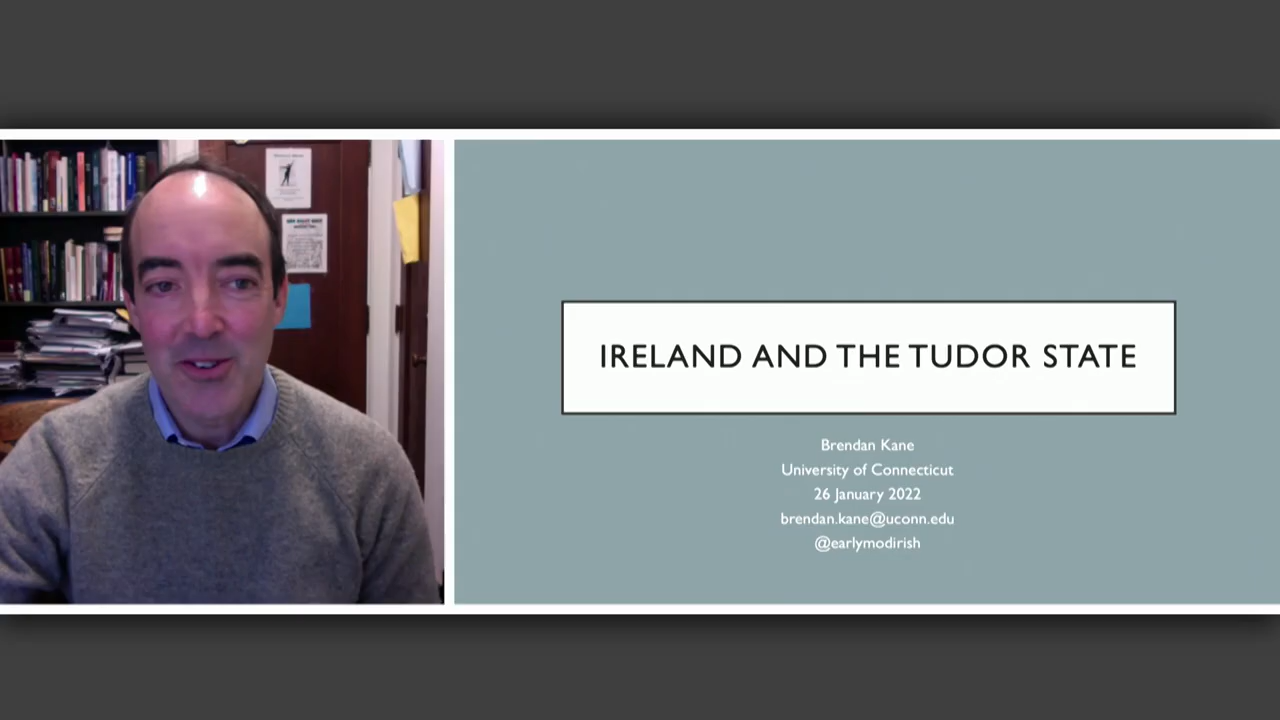 IRELAND AND THE TUDOR STATE
Brendan Kane
University of Connecticut
26 January 2022
brendan.kane@uconn.edu
@earlymodirish